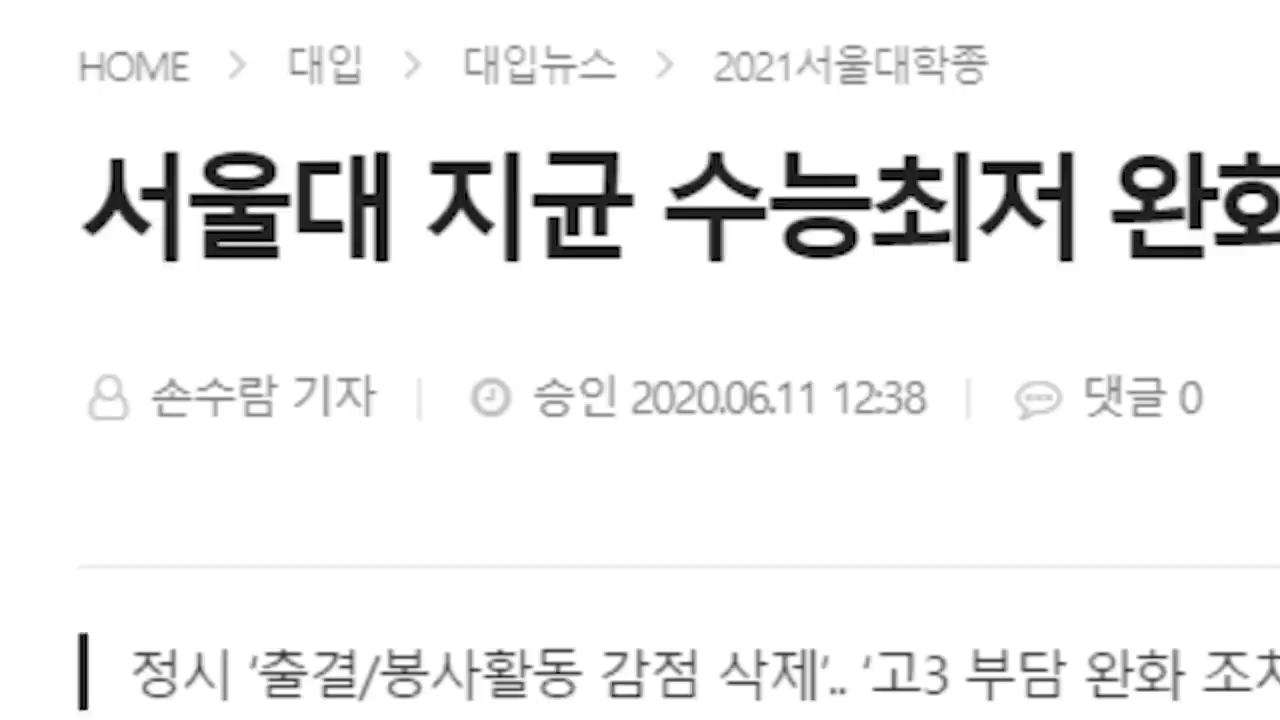 HOME > 대입 > 대입뉴스 > 2021서울대학종
서울대 지균 수능최저 완화
손수람 기자 | 승인 2020.06.11 12:38 | 댓글 0
정시 ‘출결/봉사활동 감점 삭제’.. ‘고3 부담 완화 조치